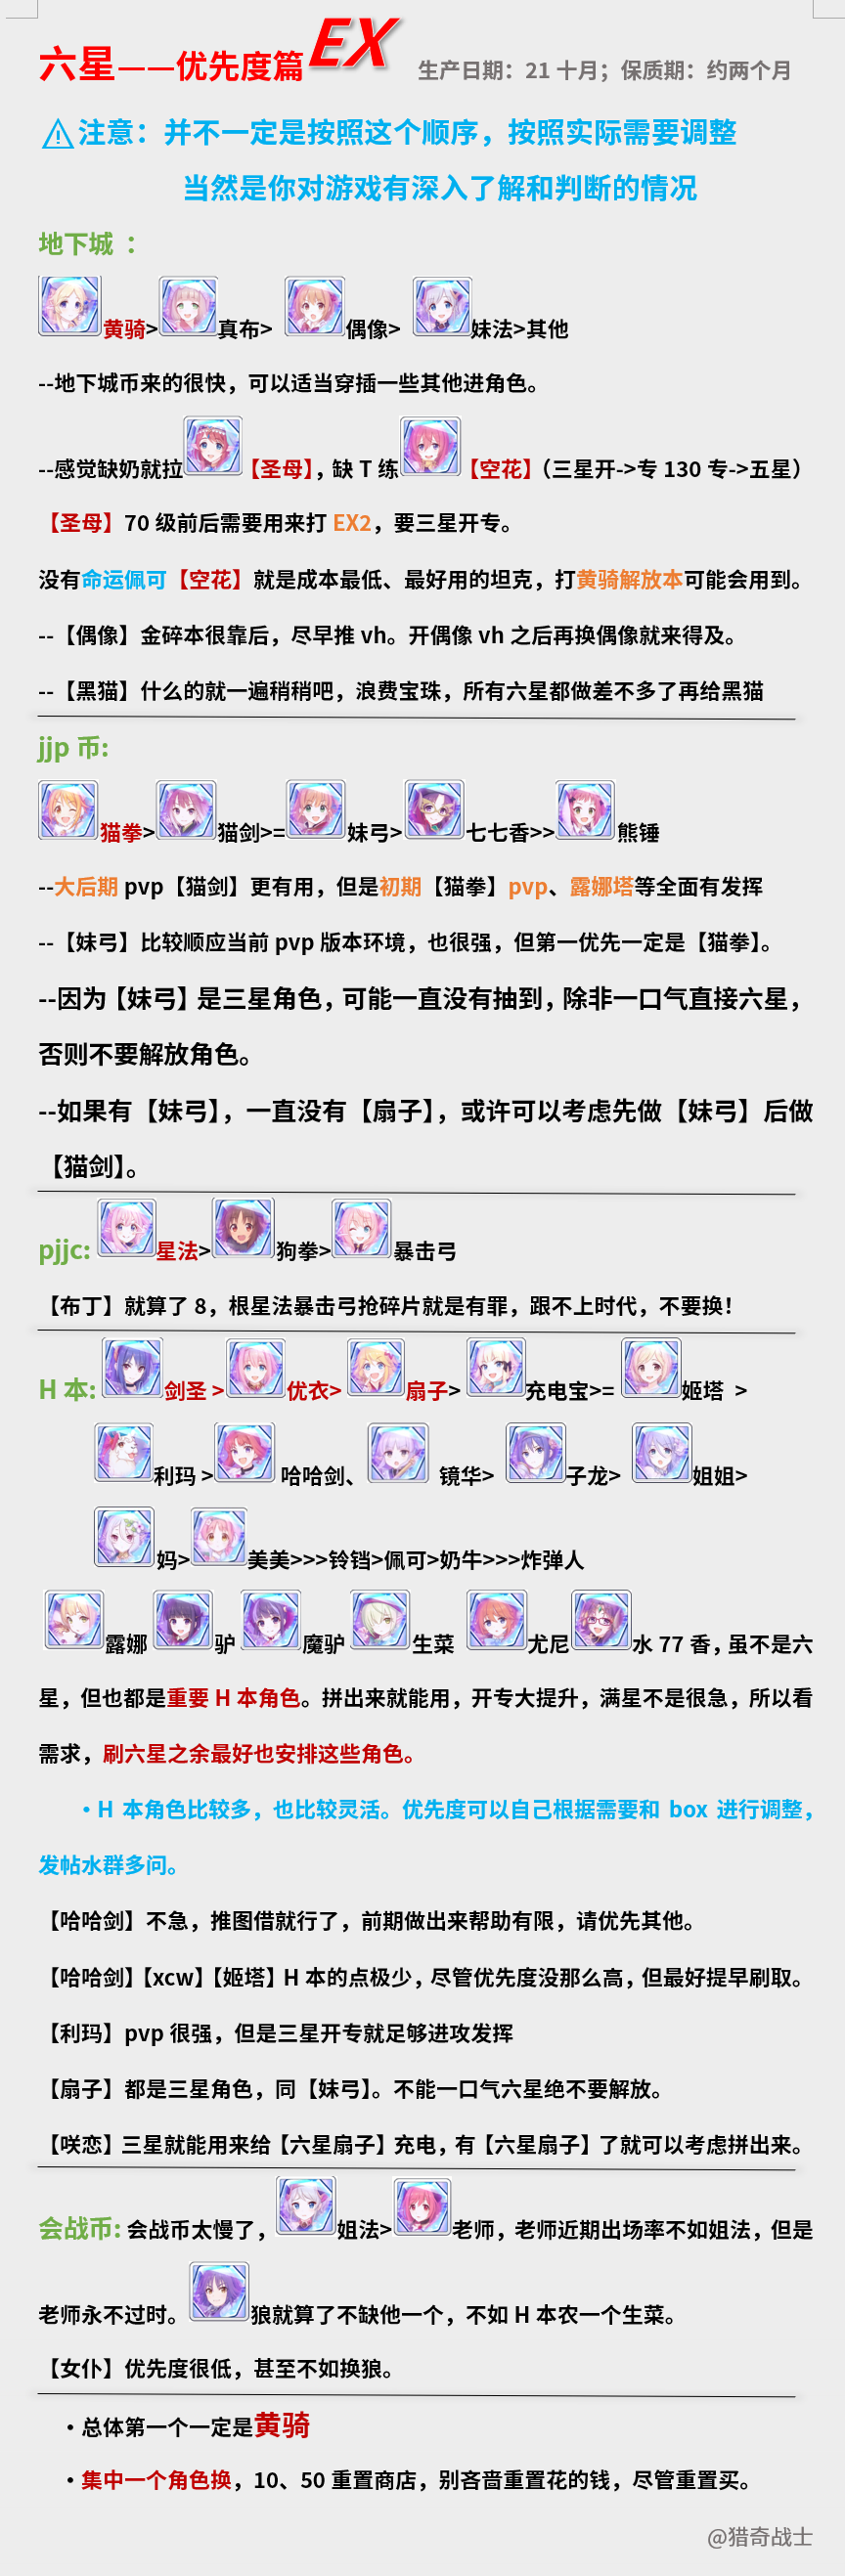 六星——优先度篇EX 生产日期：21 十月；保质期：约两个月
注意：并不一定是按照这个顺序，按照实际需要调整
当然是你对游戏有深入了解和判断的情况
地下城 ：
黄骑>真布> 偶像> 妹法>其他
--地下城币来的很快，可以适当穿插一些其他进角色。
--感觉缺奶就拉【圣母】，缺 T 练【空花】（三星开->专 130 专->五星）
【圣母】70 级前后需要用来打 EX2，要三星开专。
没有命运佩可【空花】就是成本最低、最好用的坦克，打黄骑解放本可能会用到。
--【偶像】金碎本很靠后，尽早推 vh。开偶像 vh 之后再换偶像就来得及。
--【黑猫】什么的就一遍稍稍吧，浪费宝珠，所有六星都做差不多了再给黑猫
jjp 币:
猫拳>猫剑>=妹弓>七七香>>熊锤
--大后期 pvp【猫剑】更有用，但是初期【猫拳】pvp、露娜塔等全面有发挥
--【妹弓】比较顺应当前 pvp 版本环境，也很强，但第一优先一定是【猫拳】。
--因为【妹弓】是三星角色，可能一直没有抽到，除非一口气直接六星，
否则不要解放角色。
--如果有【妹弓】，一直没有【扇子】，或许可以考虑先做【妹弓】后做
【猫剑】。
pjjc: 星法>狗拳>暴击弓
【布丁】就算了 8，根星法暴击弓抢碎片就是有罪，跟不上时代，不要换！
H 本: 剑圣 >优衣> 扇子> 充电宝>= 姬塔 >
利玛 > 哈哈剑、 镜华> 子龙> 姐姐>
妈>美美>>>铃铛>佩可>奶牛>>>炸弹人
露娜 驴 魔驴 生菜 尤尼 水 77 香，虽不是六
星，但也都是重要 H 本角色。拼出来就能用，开专大提升，满星不是很急，所以看
需求，刷六星之余最好也安排这些角色。
·H 本角色比较多，也比较灵活。优先度可以自己根据需要和 box 进行调整，
发帖水群多问。
【哈哈剑】不急，推图借就行了，前期做出来帮助有限，请优先其他。
【哈哈剑】【xcw】【姬塔】H 本的点极少，尽管优先度没那么高，但最好提早刷取。
【利玛】pvp 很强，但是三星开专就足够进攻发挥
【扇子】都是三星角色，同【妹弓】。不能一口气六星绝不要解放。
【咲恋】三星就能用来给【六星扇子】充电，有【六星扇子】了就可以考虑拼出来。
会战币: 会战币太慢了，姐法>老师，老师近期出场率不如姐法，但是
老师永不过时。狼就算了不缺他一个，不如 H 本农一个生菜。
【女仆】优先度很低，甚至不如换狼。
·总体第一个一定是黄骑
·集中一个角色换，10、50 重置商店，别吝啬重置花的钱，尽管重置买。
@猎奇战士